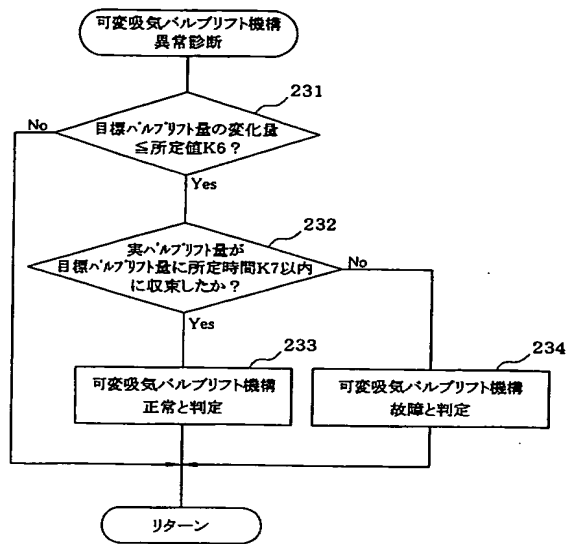 可変吸気バルブリフト機構
異常診断
231
No
目標バルブリフト量の変化量
≦所定値K6？
Yes
232
実バルブリフト量が
目標バルブリフト量に所定時間K7以内
に収束したか？
No
Yes
233
234
可変吸気バルブリフト機構
正常と判定
可変吸気バルブリフト機構
故障と判定
リターン